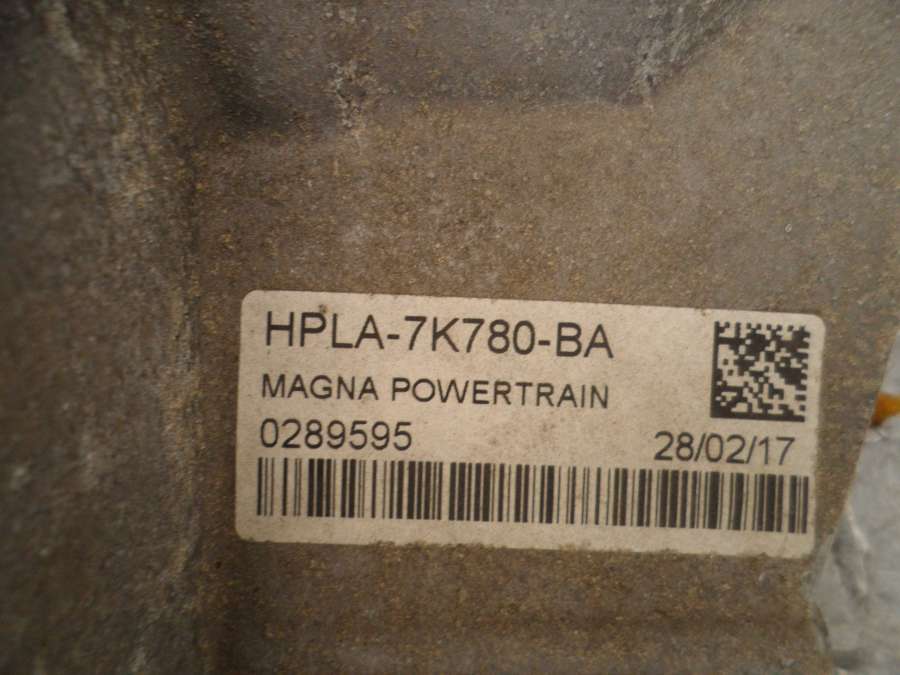 HPLA-7K780-BA
MAGNA POWERTRAIN
0289595
28/02/17